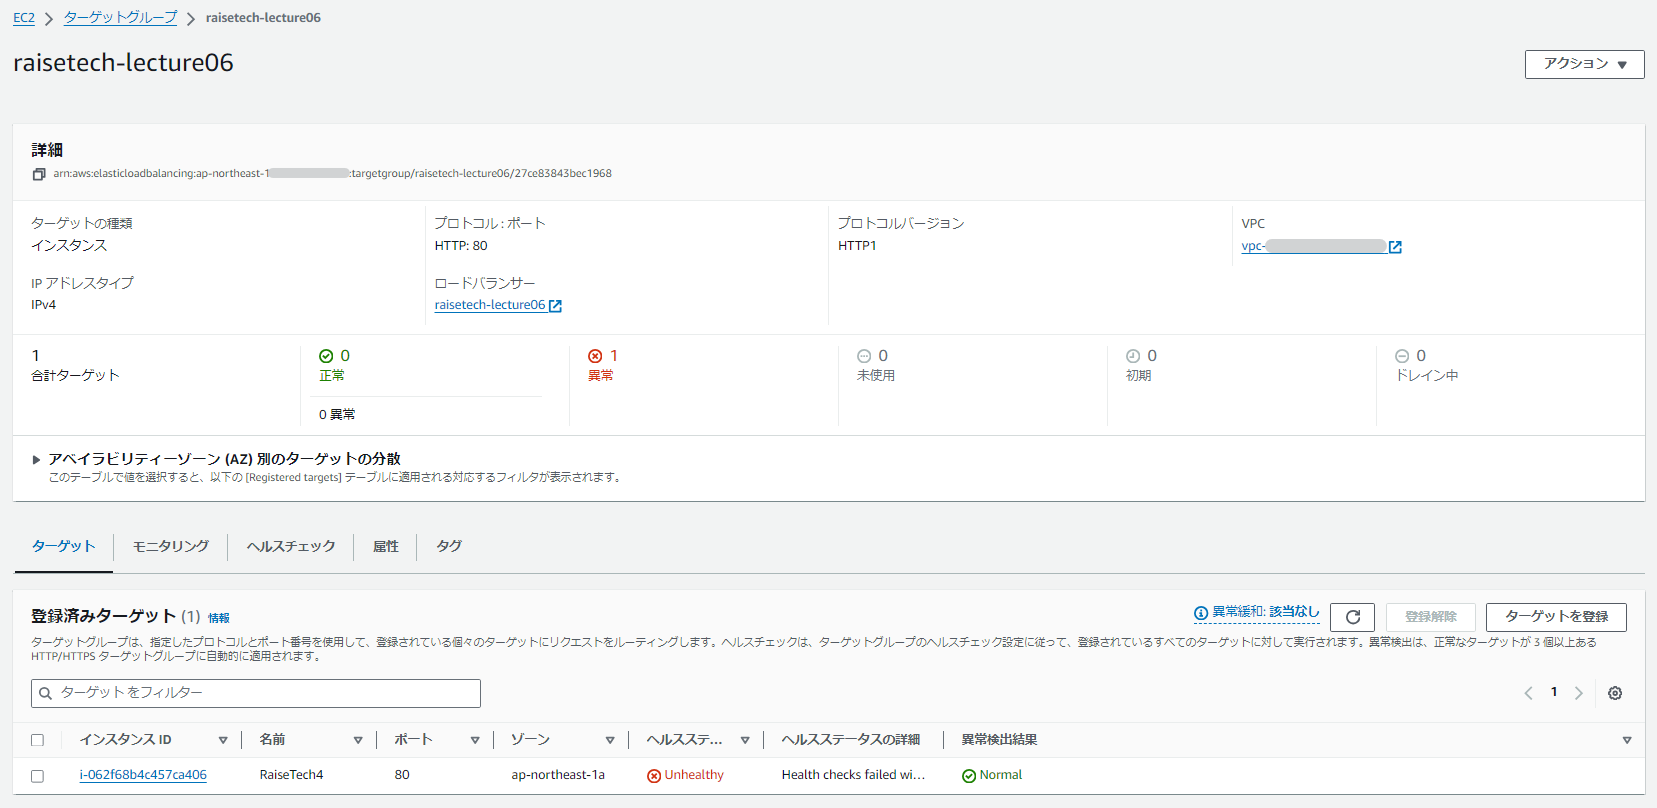 EC2 > ターゲットグループ > raisetech-lecture06
raisetech-lecture06
アクション ▼
詳細
arn:aws:elasticloadbalancing:ap-northeast-1 :targetgroup/raisetech-lecture06/27ce83843bec1968
ターゲットの種類 プロトコル : ポート プロトコルバージョン VPC
インスタンス HTTP: 80 HTTP1 vpc-
IP アドレスタイプ ロードバランサー
IPv4 raisetech-lecture06
1 0 1 0 0 0
合計ターゲット 正常 異常 未使用 初期 ドレイン中
0 異常
アベイラビリティーゾーン (AZ) 別のターゲットの分散
このテーブルで値を選択すると、以下の [Registered targets] テーブルに適用される対応するフィルタが表示されます。
ターゲット モニタリング ヘルスチェック 属性 タグ
登録済みターゲット (1) 情報 異常緩和: 該当なし 登録解除 ターゲットを登録
ターゲットグループは、指定したプロトコルとポート番号を使用して、登録されている個々のターゲットにリクエストをルーティングします。ヘルスチェックは、ターゲットグループのヘルスチェック設定に従って、登録されているすべてのターゲットに対して実行されます。異常検出は、正常なターゲットが 3 個以上ある
HTTP/HTTPS ターゲットグループに自動的に適用されます。
ターゲット をフィルター < 1 >
インスタンス ID 名前 ポート ゾーン ヘルスステ... ヘルスステータスの詳細 異常検出結果
i-062f68b4c457ca406 RaiseTech4 80 ap-northeast-1a Unhealthy Health checks failed wi... Normal